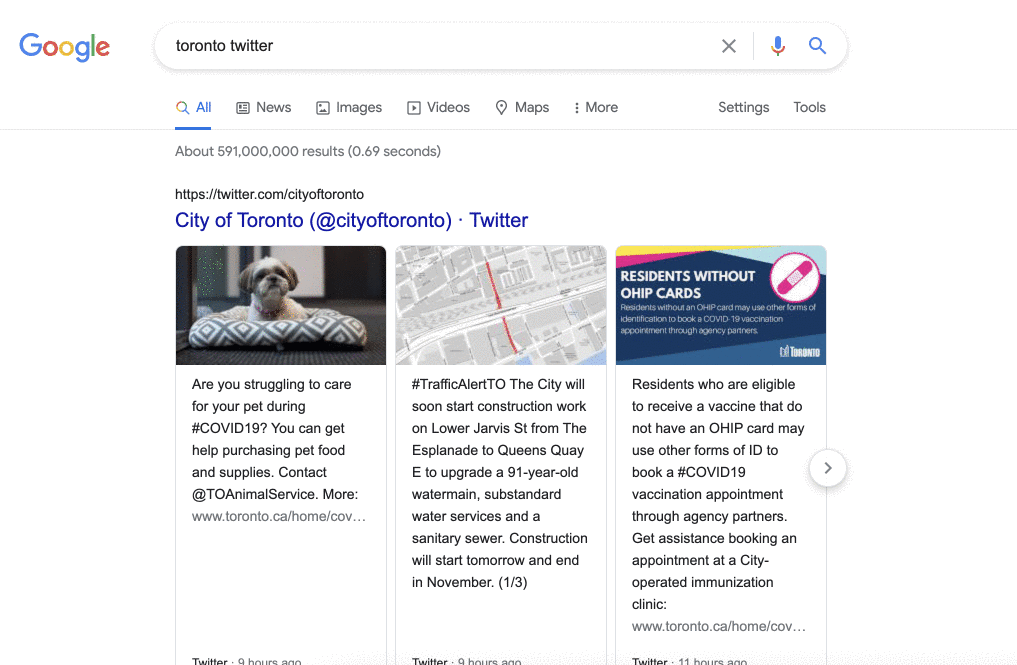 Google
toronto twitter
All
News
Images
Videos
Maps
More
Settings
Tools
About 591,000,000 results (0.69 seconds)
https://twitter.com/cityoftoronto
City of Toronto (@cityoftoronto) · Twitter
Are you struggling to care
for your pet during
#COVID19? You can get
help purchasing pet food
and supplies. Contact
@TOAnimalService. More:
www.toronto.ca/home/cov…
Twitter · 9 hours ago
#TrafficAlertTO The City will
soon start construction work
on Lower Jarvis St from The
Esplanade to Queens Quay
E to upgrade a 91-year-old
watermain, substandard
water services and a
sanitary sewer. Construction
will start tomorrow and end
in November. (1/3)
Twitter · 9 hours ago
RESIDENTS WITHOUT
OHIP CARDS
Residents without an OHIP card may use other forms of
identification to book a COVID-19 vaccination
appointment through agency partners.
TORONTO
Residents who are eligible
to receive a vaccine that do
not have an OHIP card may
use other forms of ID to
book a #COVID19
vaccination appointment
through agency partners.
Get assistance booking an
appointment at a City-
operated immunization
clinic:
www.toronto.ca/home/cov…
Twitter · 11 hours ago